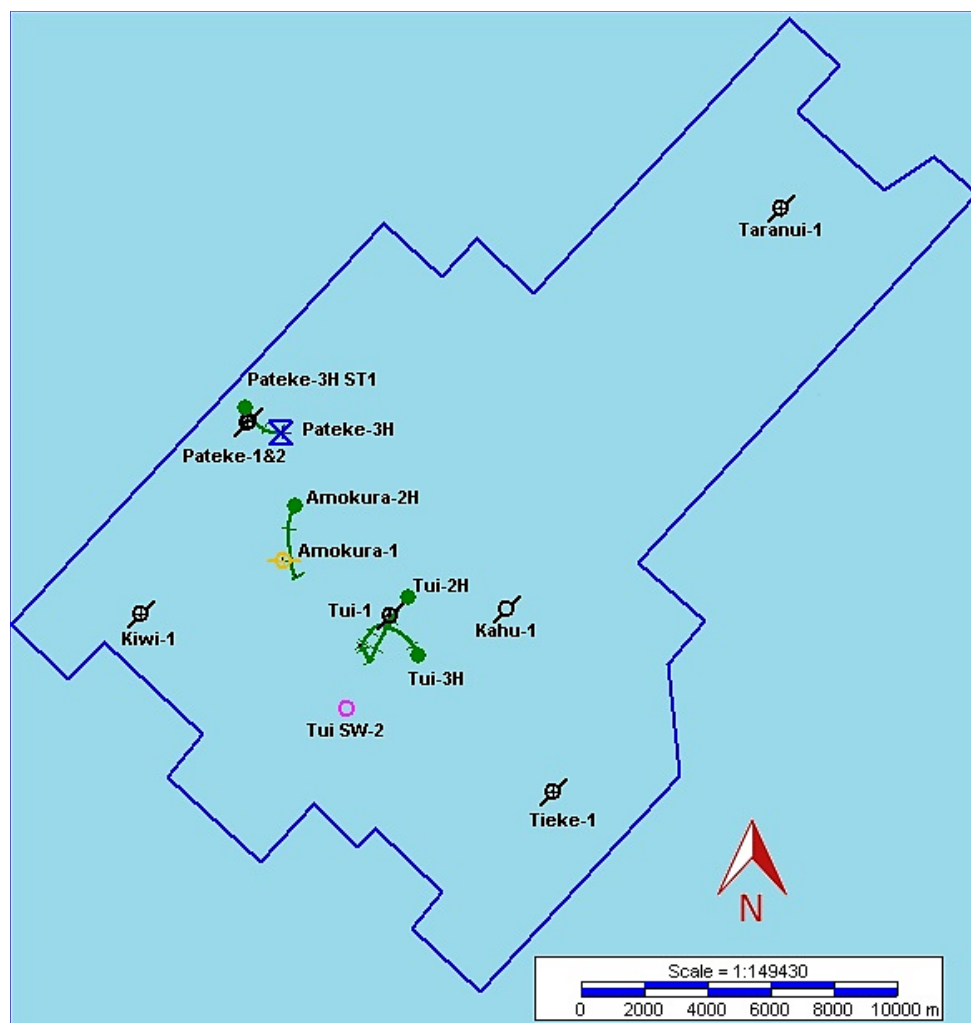 Taranui-1
Pateke-3H ST1
Pateke-3H
Pateke-1&2
Amokura-2H
Amokura-1
Tui-2H
Tui-1
Kahu-1
Kiwi-1
Tui-3H
Tui SW-2
Tieke-1
N
Scale = 1:149430
0 2000 4000 6000 8000 10000 m